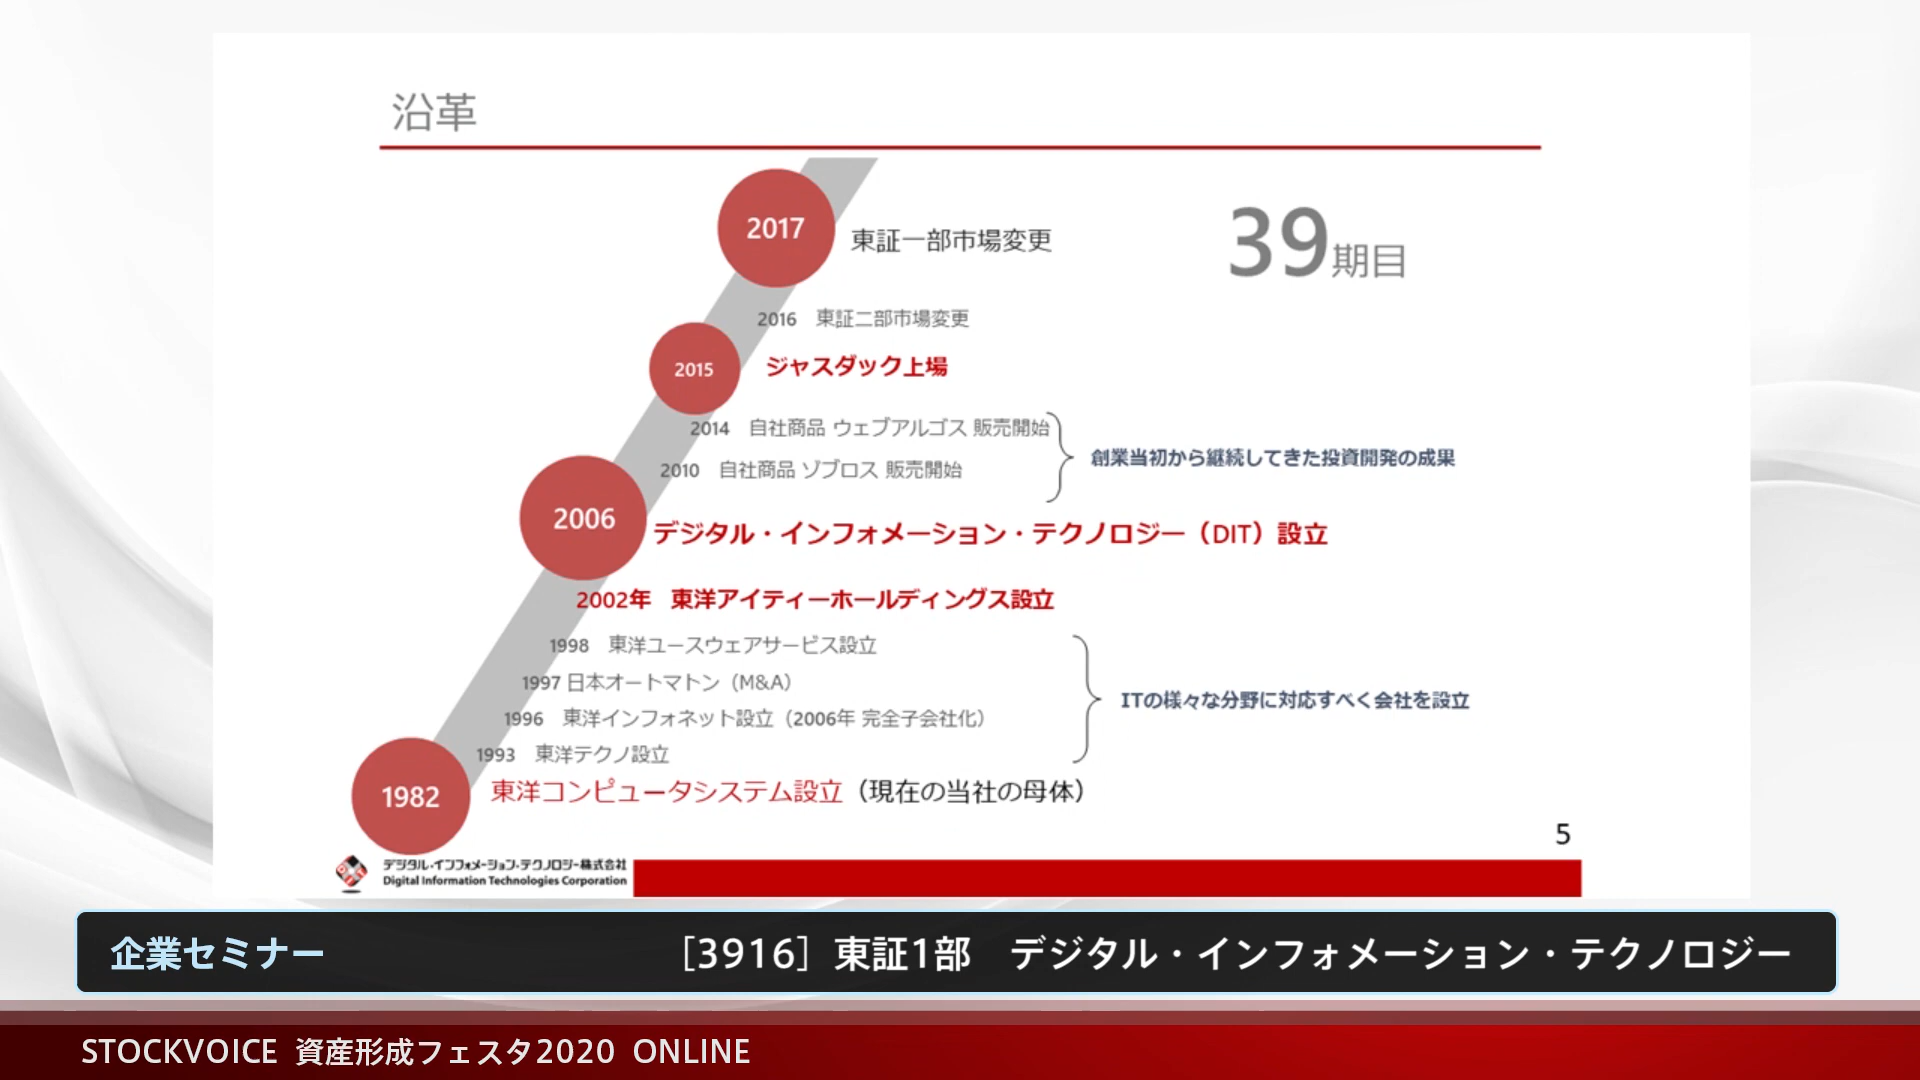 沿革
2017 東証一部市場変更
39期目
2016 東証二部市場変更
2015 ジャスダック上場
2014 自社商品 ウェブアルゴス 販売開始
2010 自社商品 ゾブロス 販売開始
創業当初から継続してきた投資開発の成果
2006 デジタル・インフォメーション・テクノロジー（DIT）設立
2002年 東洋アイティーホールディングス設立
1998 東洋ユースウェアサービス設立
1997 日本オートマトン（M&A）
1996 東洋インフォネット設立（2006年 完全子会社化）
1993 東洋テクノ設立
ITの様々な分野に対応すべく会社を設立
1982 東洋コンピュータシステム設立（現在の当社の母体）
5
デジタル・インフォメーション・テクノロジー株式会社
Digital Information Technologies Corporation
企業セミナー ［3916］東証1部 デジタル・インフォメーション・テクノロジー
STOCKVOICE 資産形成フェスタ2020 ONLINE